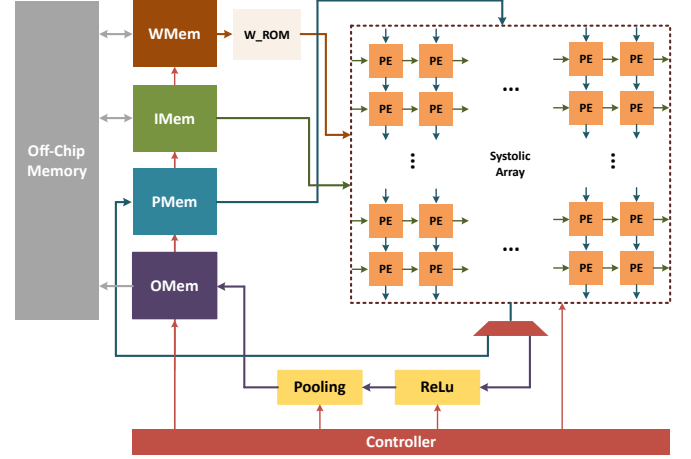 WMem
W_ROM
PE PE PE PE
...
IMem
PE PE PE PE
Off-Chip
Memory
... Systolic ...
Array
PMem
PE PE PE PE
...
OMem
PE PE PE PE
Pooling
ReLu
Controller